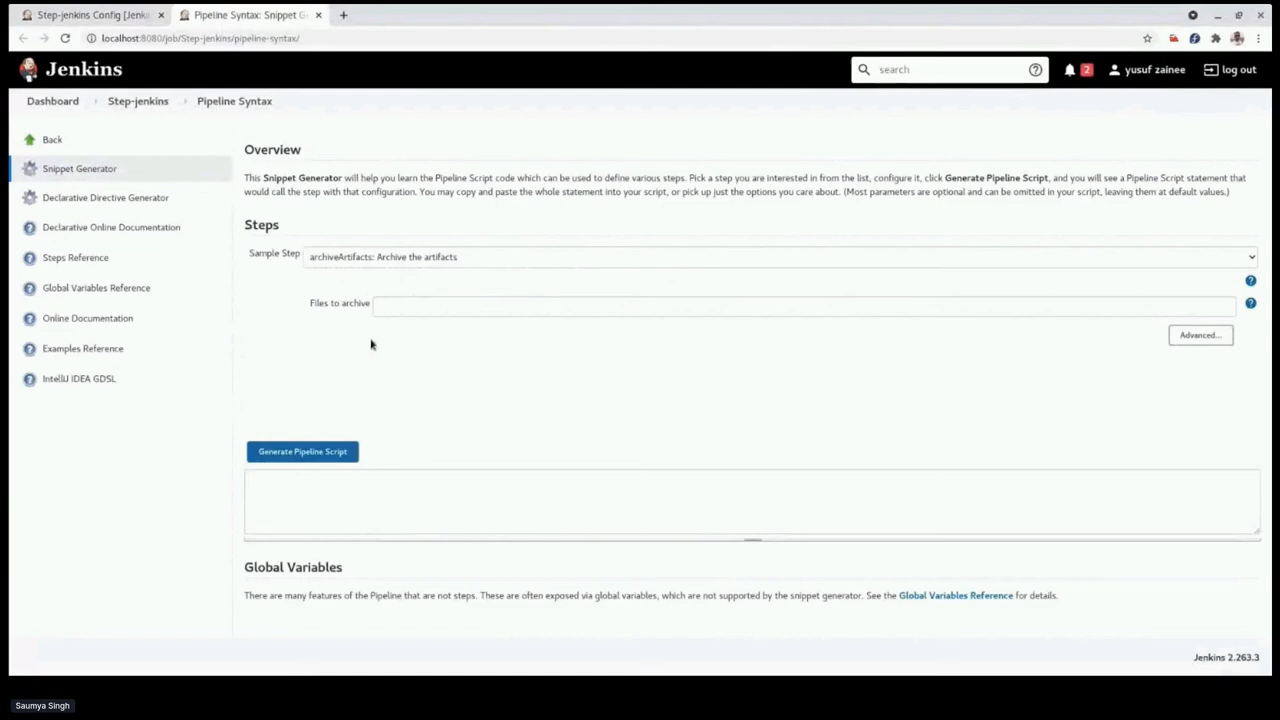 Step-jenkins Config [Jenki
Pipeline Syntax: Snippet G
localhost:8080/job/Step-jenkins/pipeline-syntax/
Jenkins
search
2
yusuf zainee
log out
Dashboard
Step-jenkins
Pipeline Syntax
Back
Snippet Generator
Declarative Directive Generator
Declarative Online Documentation
Steps Reference
Global Variables Reference
Online Documentation
Examples Reference
IntelliJ IDEA GDSL
Overview
This Snippet Generator will help you learn the Pipeline Script code which can be used to define various steps. Pick a step you are interested in from the list, configure it, click Generate Pipeline Script, and you will see a Pipeline Script statement that
would call the step with that configuration. You may copy and paste the whole statement into your script, or pick up just the options you care about. (Most parameters are optional and can be omitted in your script, leaving them at default values.)
Steps
Sample Step
archiveArtifacts: Archive the artifacts
Files to archive
Advanced...
Generate Pipeline Script
Global Variables
There are many features of the Pipeline that are not steps. These are often exposed via global variables, which are not supported by the snippet generator. See the Global Variables Reference for details.
Jenkins 2.263.3
Saumya Singh